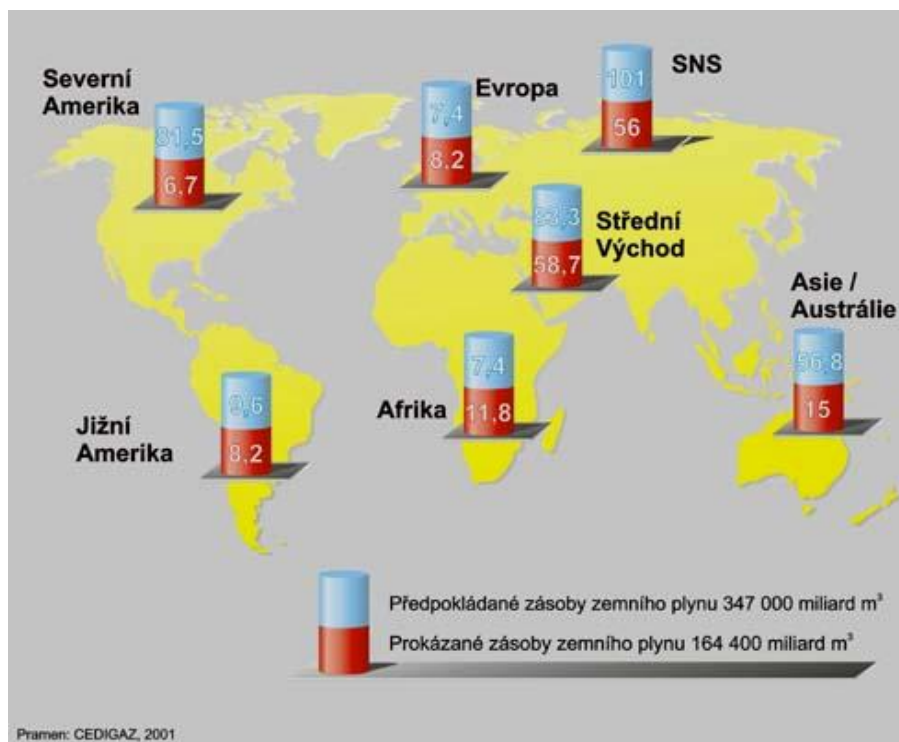 Severní
Amerika
81,5
6,7
Evropa
7,4
8,2
SNS
101
56
Střední
Východ
83,3
58,7
Asie /
Austrálie
56,8
15
Afrika
7,4
11,8
Jižní
Amerika
9,6
8,2
Předpokládané zásoby zemního plynu 347 000 miliard m³
Prokázané zásoby zemního plynu 164 400 miliard m³
Pramen: CEDIGAZ, 2001